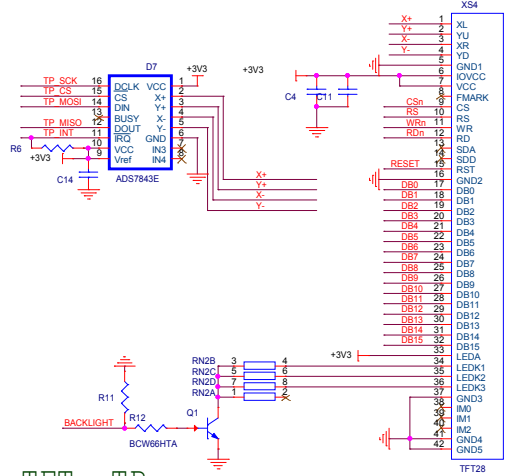 XS4
X+ 1 XL
Y+ 2 YU
X- 3 XR
Y- 4 YD
5 GND1
6 IOVCC
7 VCC
8 FMARK
CSn 9 CS
RS 10 RS
WRn 11 WR
RDn 12 RD
13 SDA
14 SDD
RESET 15 RST
16 GND2
DB0 17 DB0
DB1 18 DB1
DB2 19 DB2
DB3 20 DB3
DB4 21 DB4
DB5 22 DB5
DB6 23 DB6
DB7 24 DB7
DB8 25 DB8
DB9 26 DB9
DB10 27 DB10
DB11 28 DB11
DB12 29 DB12
DB13 30 DB13
DB14 31 DB14
DB15 32 DB15
+3V3 33 LEDA
34 LEDK1
35 LEDK2
36 LEDK3
37 GND3
38 IM0
39 IM1
40 IM2
41 GND4
42 GND5
TFT28
+3V3
C4 C11
D7
+3V3
TP_SCK 16 DCLK VCC 1
TP_CS 15 CS X+ 2
TP_MOSI 14 DIN Y+ 3
13 BUSY X- 4
TP_MISO 12 DOUT Y- 5
TP_INT 11 IRQ GND 6
10 VCC IN3 7
9 Vref IN4 8
ADS7843E
R6
+3V3
C14
X+
Y+
X-
Y-
RN2B 3 4
RN2C 5 6
RN2D 7 8
RN2A 1 2
R11
R12
Q1
BACKLIGHT
BCW66HTA